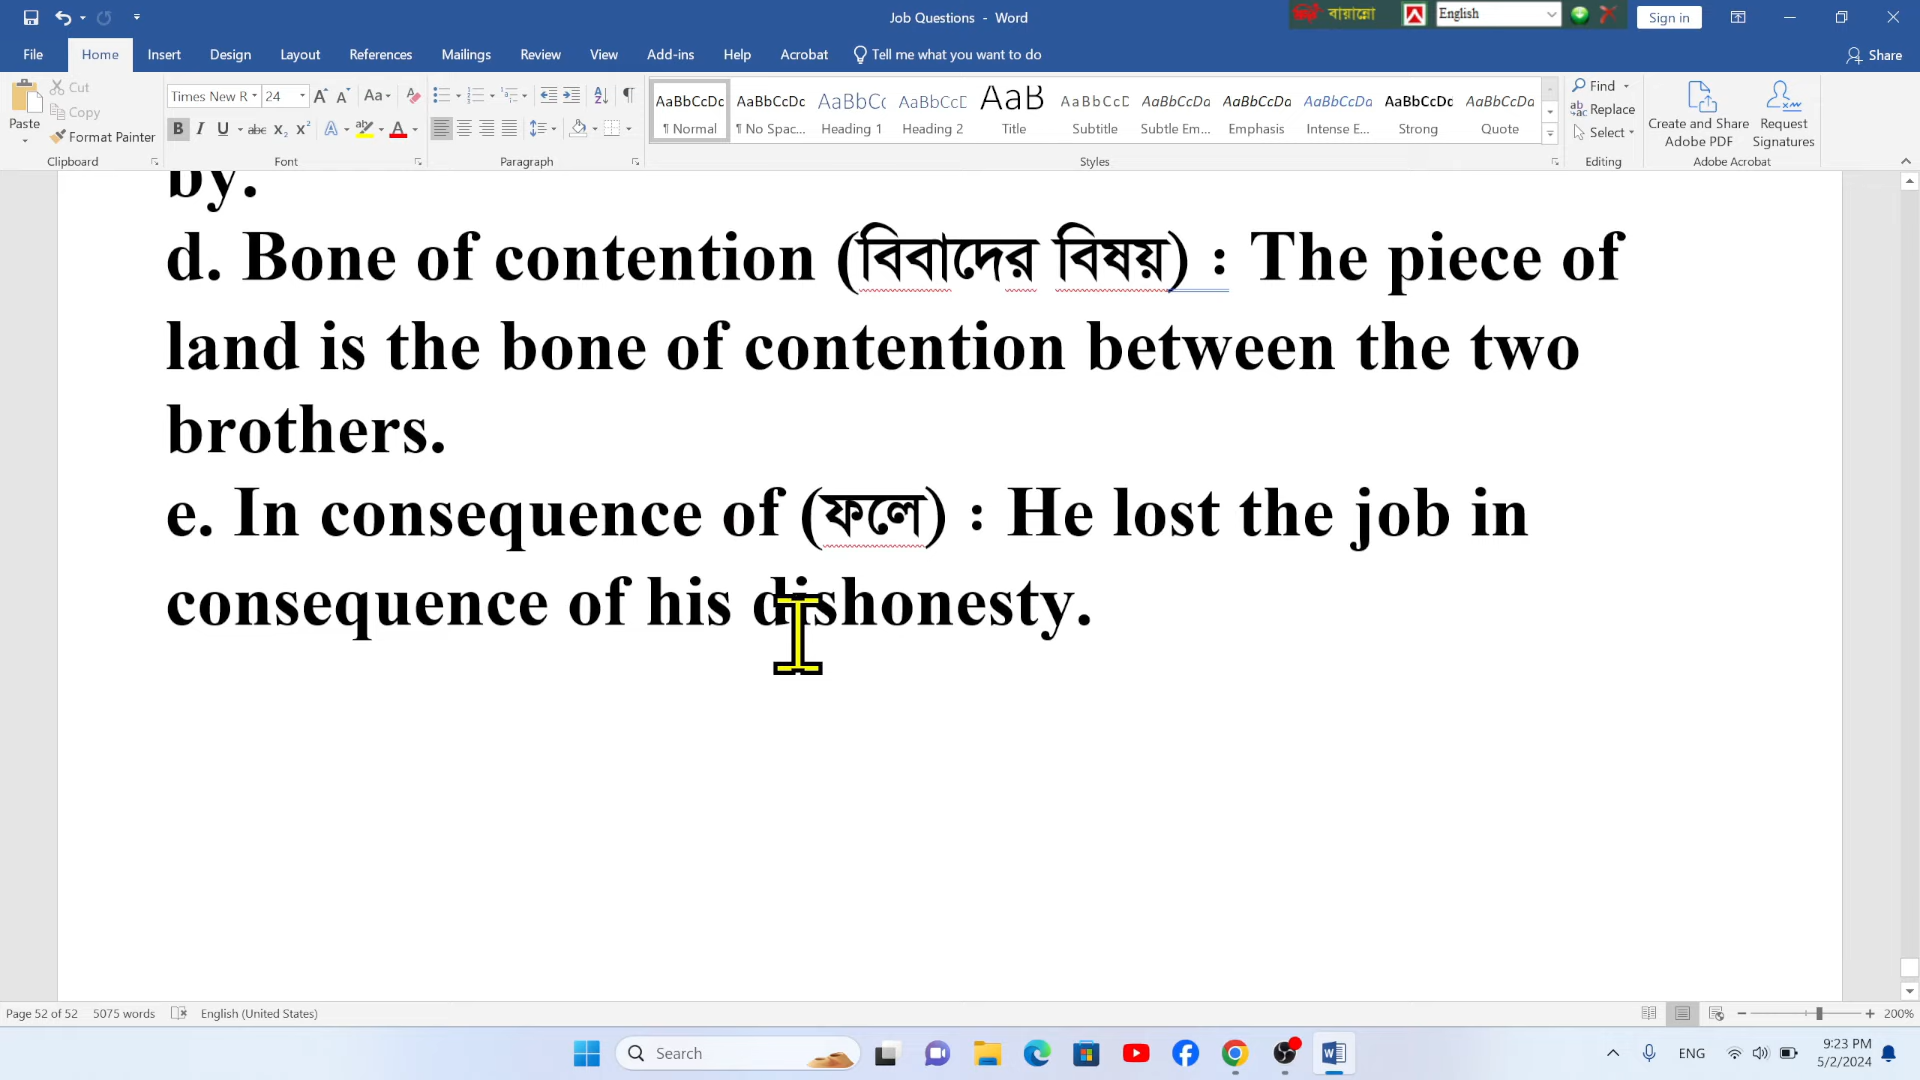 Job Questions - Word
বায়ান্নো
English
Sign in
File Home Insert Design Layout References Mailings Review View Add-ins Help Acrobat Tell me what you want to do Share
Paste Cut Copy Format Painter Clipboard
Times New R 24 Font
Paragraph
AaBbCcDc AaBbCcDc AaBbCc AaBbCcD AaB AaBbCcD AaBbCcDa AaBbCcDa AaBbCcDa AaBbCcDc AaBbCcDa
¶ Normal ¶ No Spac... Heading 1 Heading 2 Title Subtitle Subtle Em... Emphasis Intense E... Strong Quote
Styles
Find Replace Select Editing
Create and Share Adobe PDF Request Signatures Adobe Acrobat
by.
d. Bone of contention (বিবাদের বিষয়) : The piece of
land is the bone of contention between the two
brothers.
e. In consequence of (ফলে) : He lost the job in
consequence of his dishonesty.
Page 52 of 52 5075 words English (United States) 200%
Search ENG 9:23 PM
5/2/2024